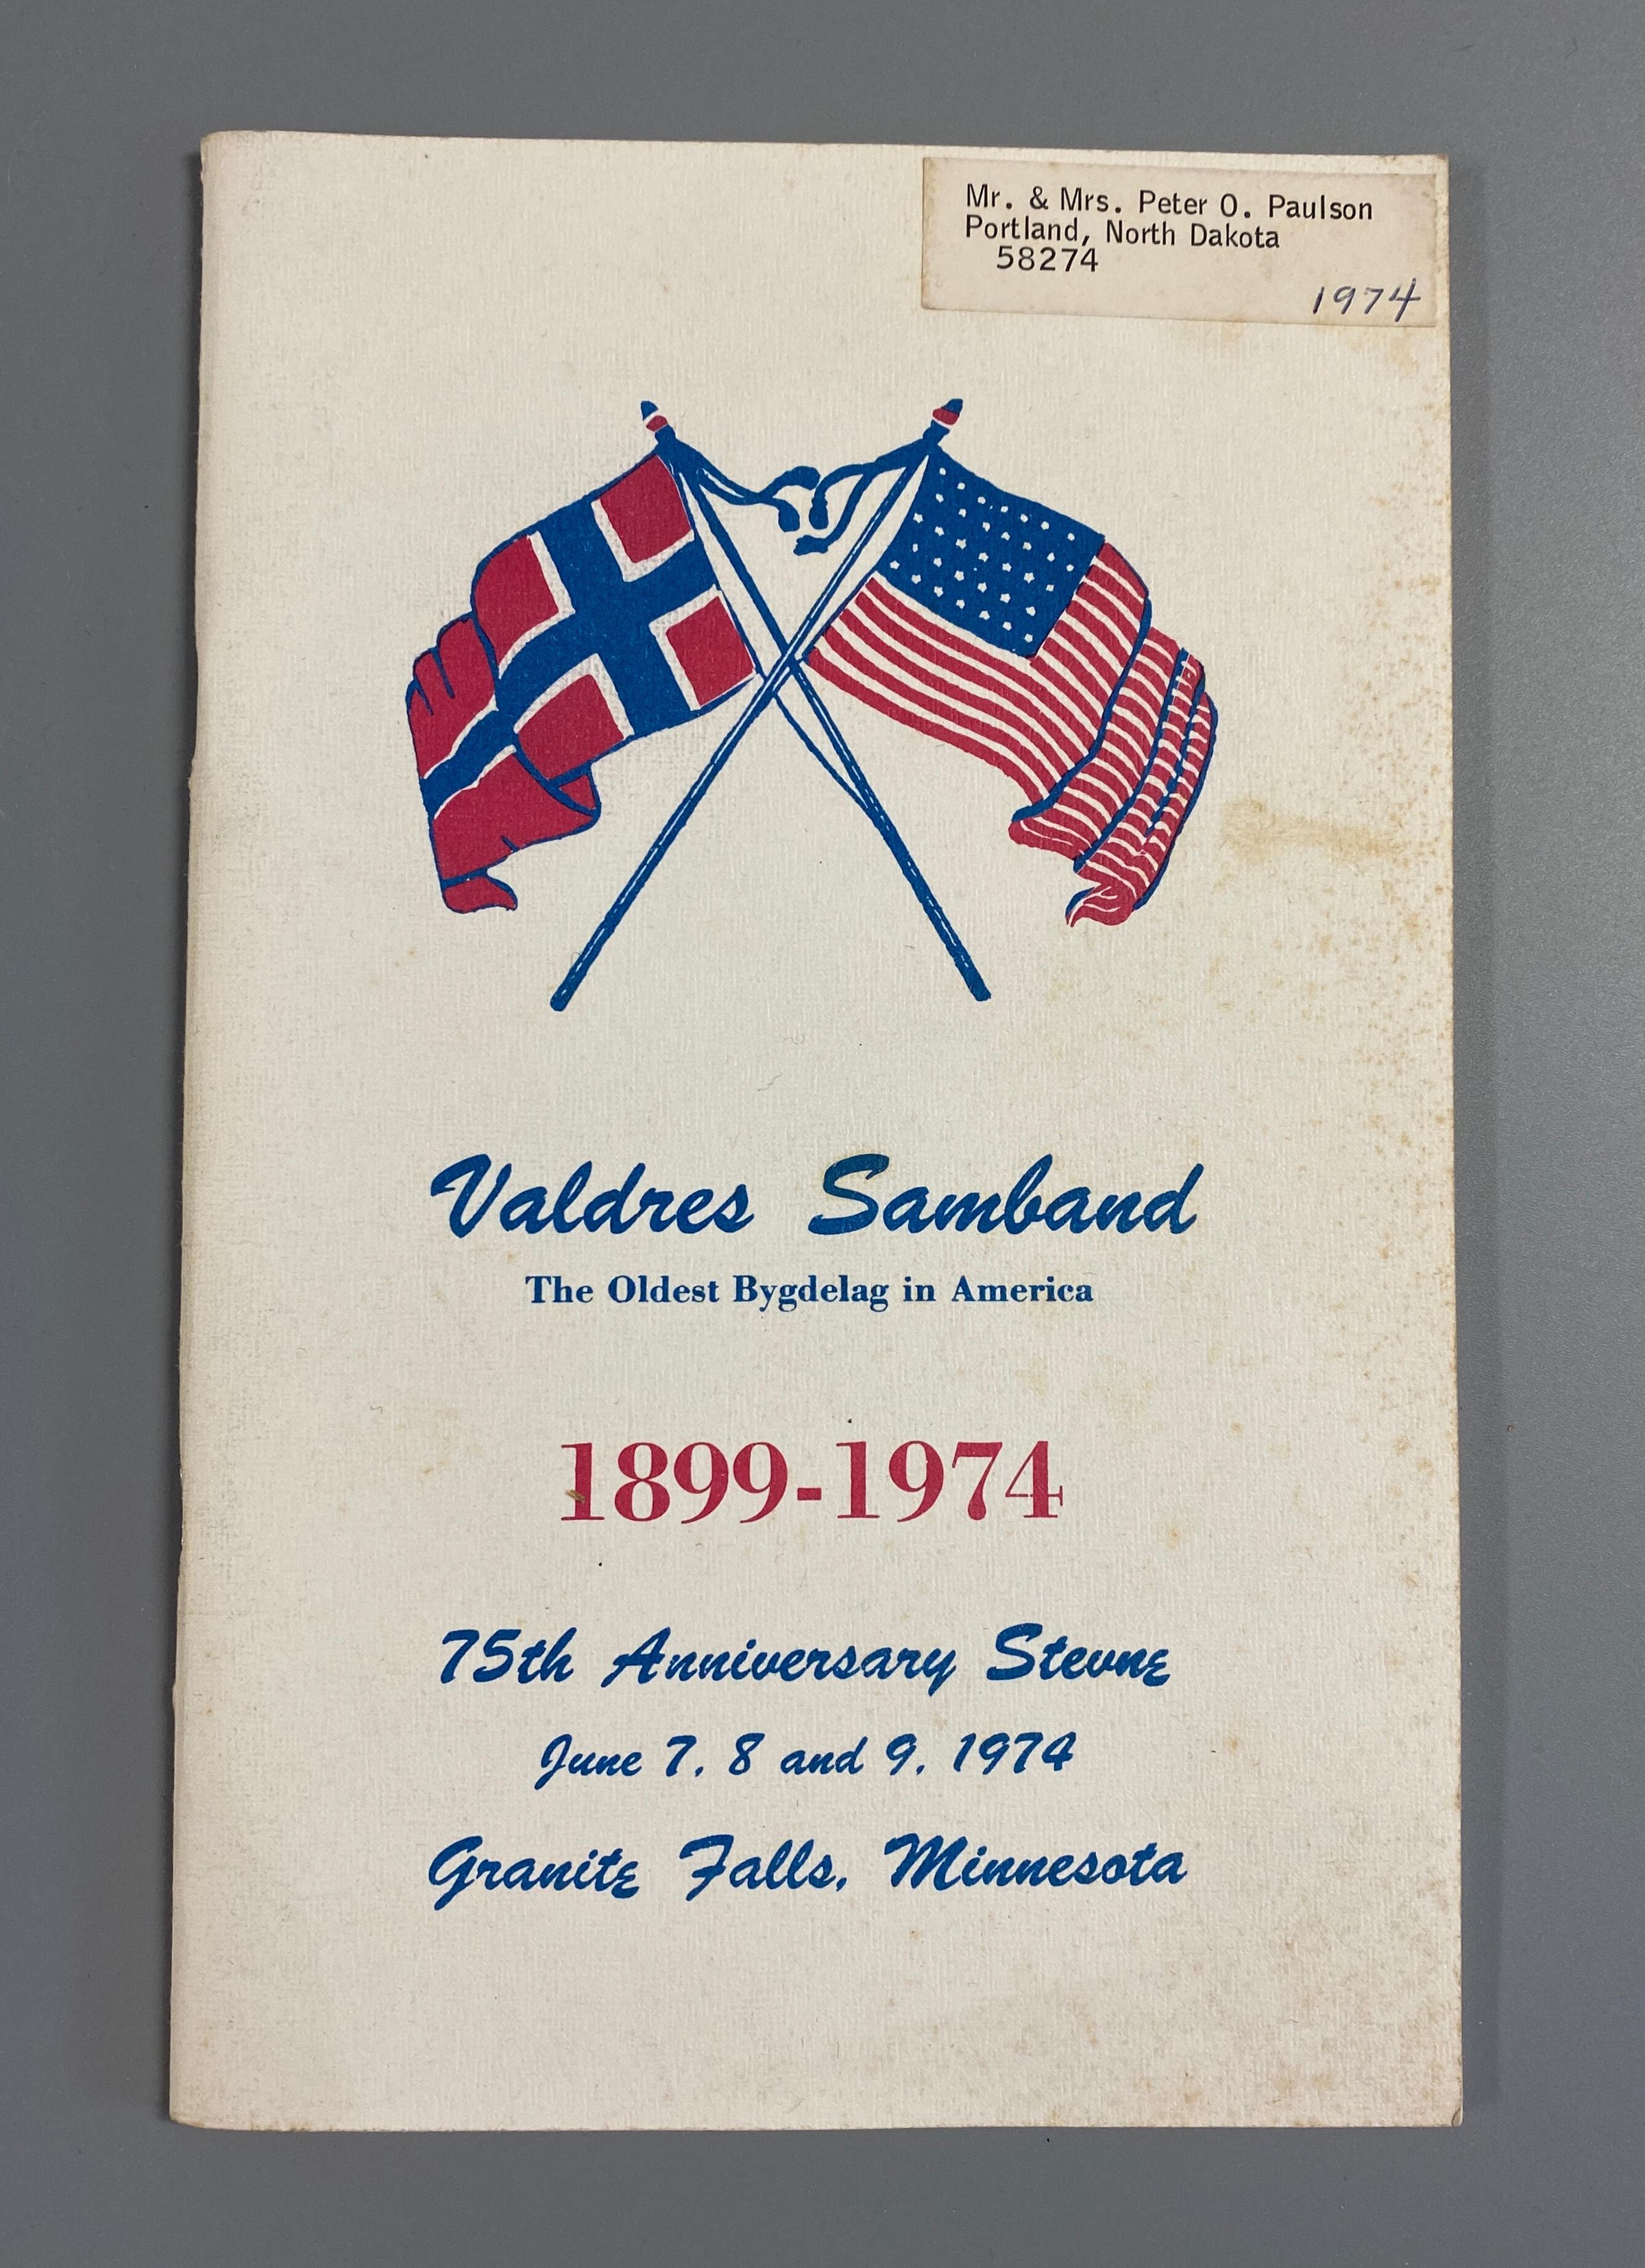 Mr. & Mrs. Peter O. Paulson
Portland, North Dakota
58274
1974
Valdres Samband
The Oldest Bygdelag in America
1899-1974
75th Anniversary Stevne
June 7, 8 and 9, 1974
Granite Falls, Minnesota